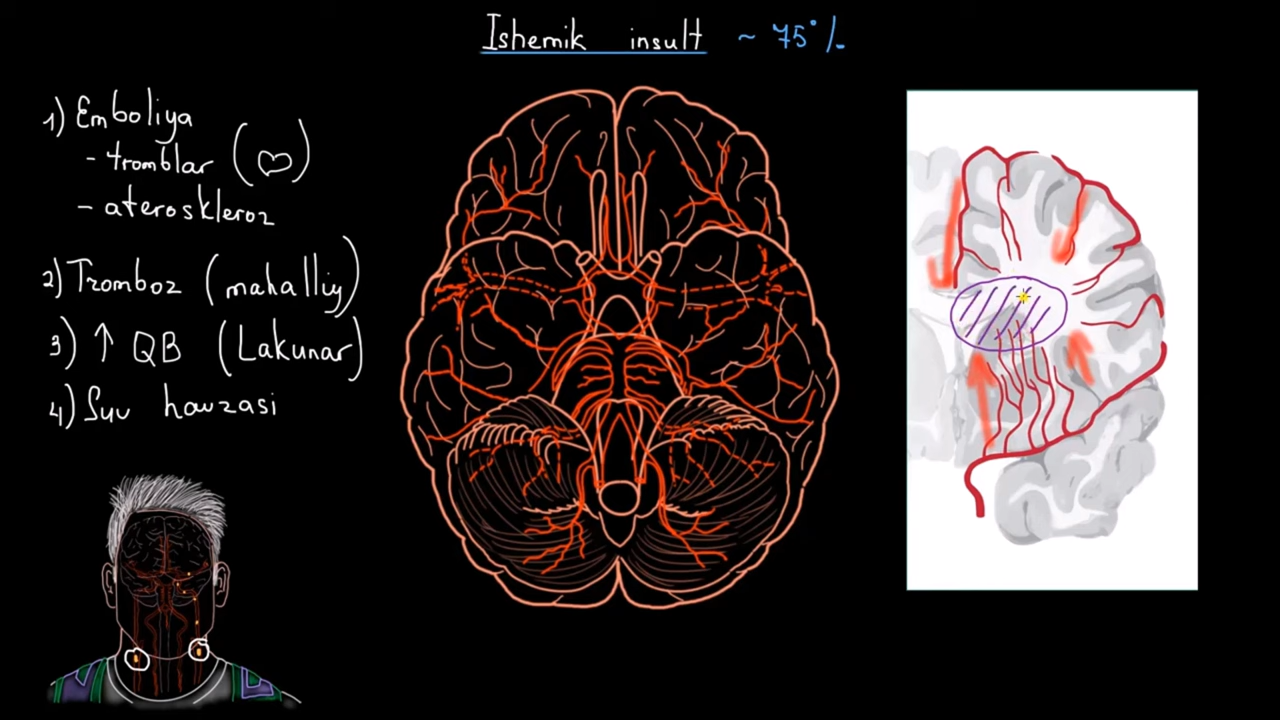 Ishemik insult ~ 75%
1) Emboliya
- tromblar ( )
- ateroskleroz
2) Tromboz (mahalliy)
3) ↑ QB (Lakunar)
4) Suv havzasi